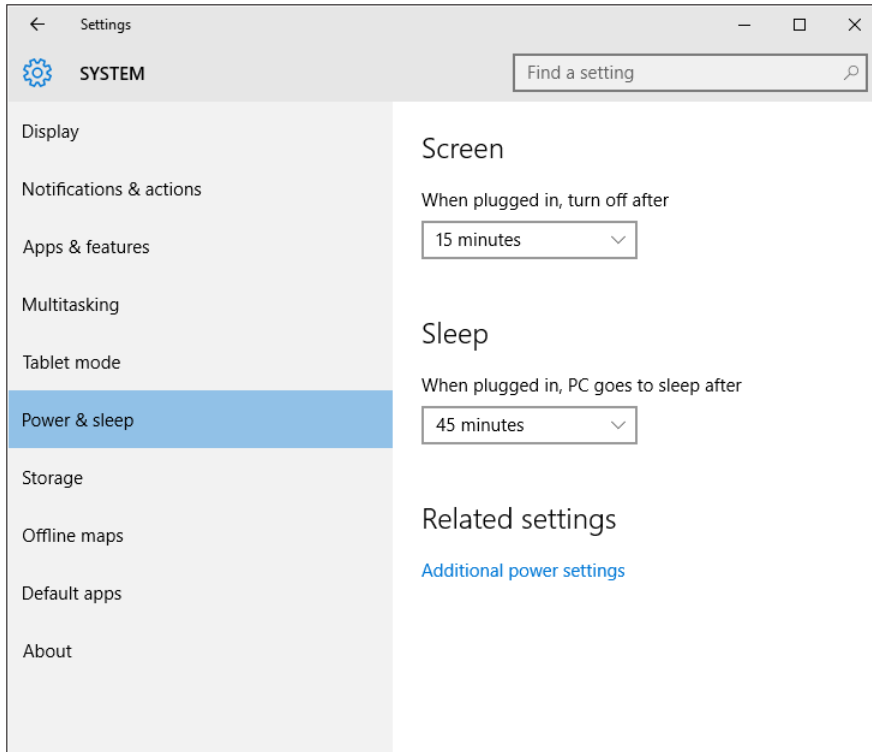 Settings
SYSTEM
Find a setting
Display
Notifications & actions
Apps & features
Multitasking
Tablet mode
Power & sleep
Storage
Offline maps
Default apps
About
Screen
When plugged in, turn off after
15 minutes
Sleep
When plugged in, PC goes to sleep after
45 minutes
Related settings
Additional power settings